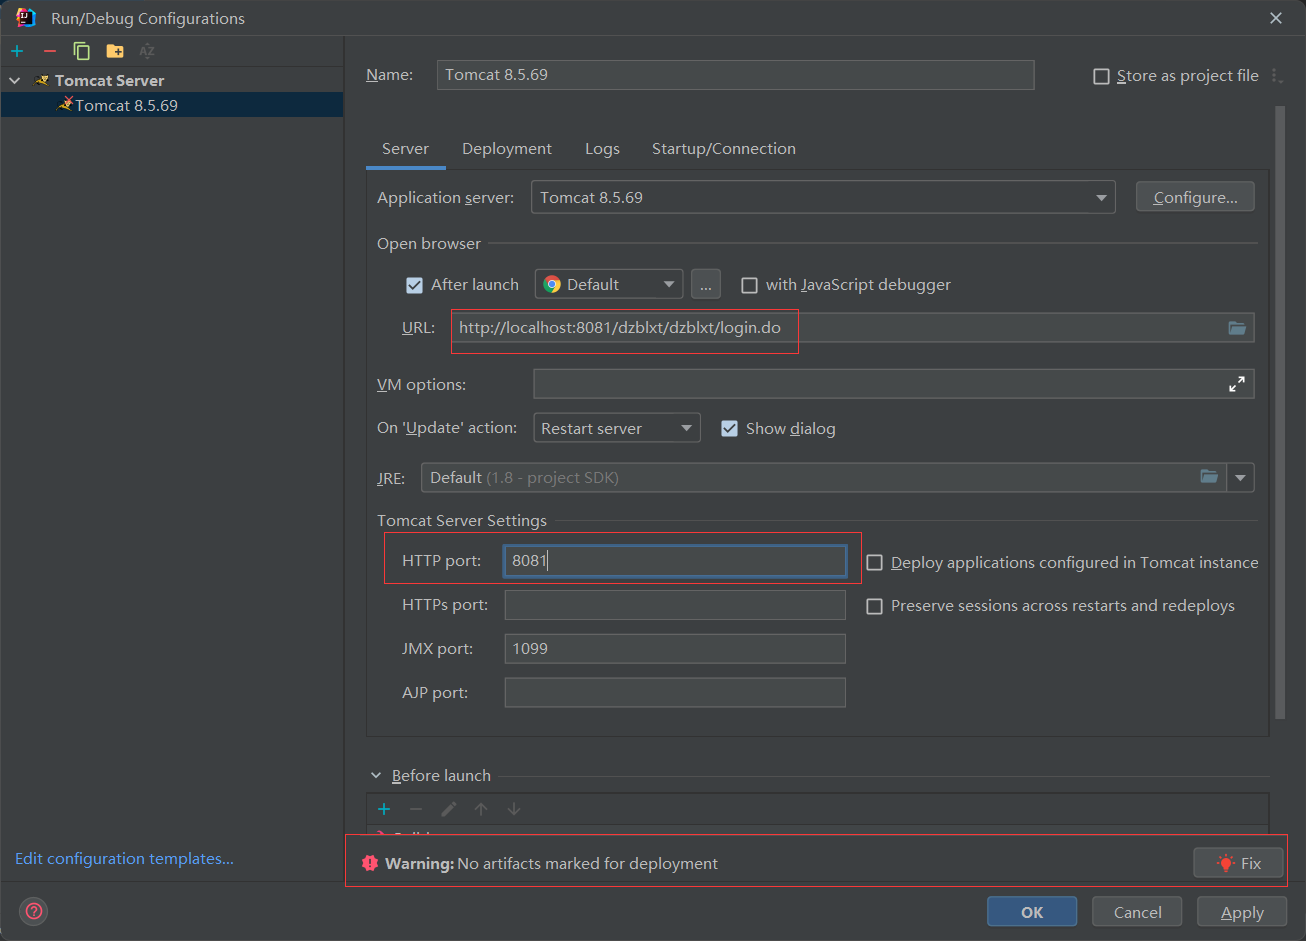 Run/Debug Configurations
Tomcat Server
Tomcat 8.5.69
Name: Tomcat 8.5.69 Store as project file
Server Deployment Logs Startup/Connection
Application server: Tomcat 8.5.69 Configure...
Open browser
After launch Default ... with JavaScript debugger
URL: http://localhost:8081/dzblxt/dzblxt/login.do
VM options:
On 'Update' action: Restart server Show dialog
JRE: Default (1.8 - project SDK)
Tomcat Server Settings
HTTP port: 8081 Deploy applications configured in Tomcat instance
HTTPs port: Preserve sessions across restarts and redeploys
JMX port: 1099
AJP port:
Before launch
Edit configuration templates...
Warning: No artifacts marked for deployment Fix
OK Cancel Apply